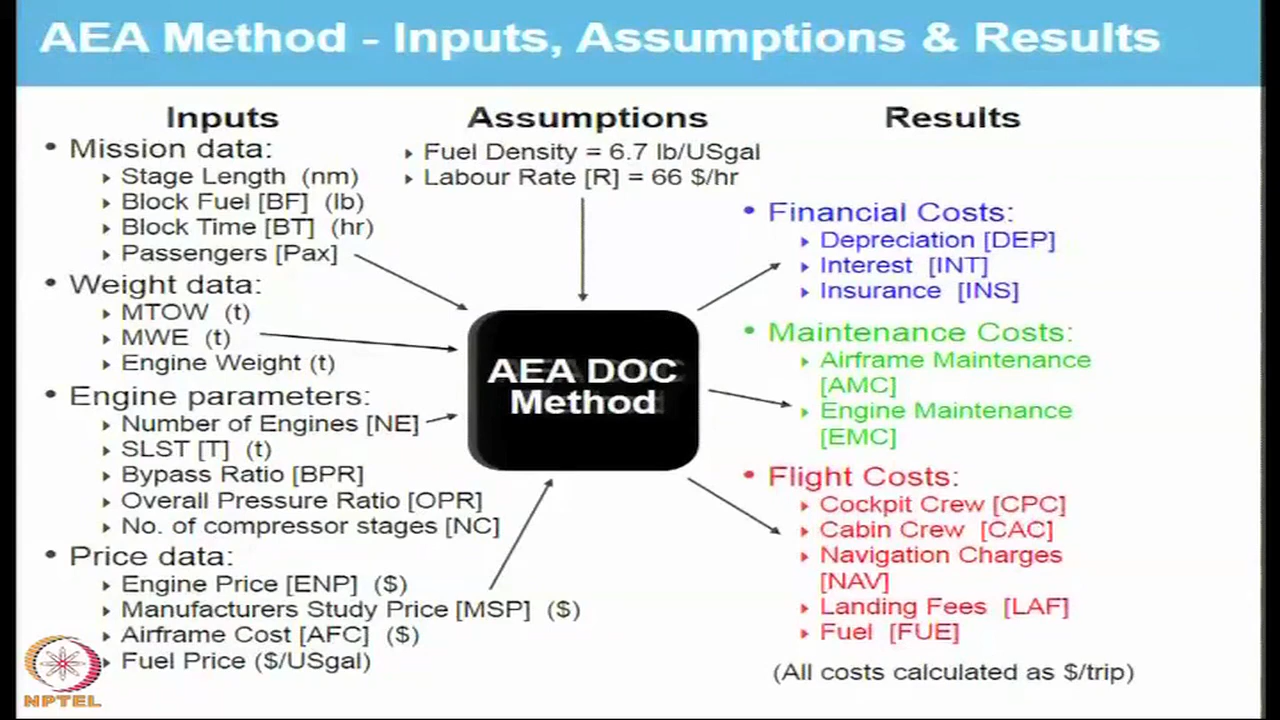 AEA Method - Inputs, Assumptions & Results
Inputs
• Mission data:
Stage Length (nm)
Block Fuel [BF] (lb)
Block Time [BT] (hr)
Passengers [Pax]
• Weight data:
MTOW (t)
MWE (t)
Engine Weight (t)
• Engine parameters:
Number of Engines [NE]
SLST [T] (t)
Bypass Ratio [BPR]
Overall Pressure Ratio [OPR]
No. of compressor stages [NC]
• Price data:
Engine Price [ENP] ($)
Manufacturers Study Price [MSP] ($)
Airframe Cost [AFC] ($)
Fuel Price ($/USgal)
Assumptions
Fuel Density = 6.7 lb/USgal
Labour Rate [R] = 66 $/hr
AEA DOC
Method
Results
• Financial Costs:
Depreciation [DEP]
Interest [INT]
Insurance [INS]
• Maintenance Costs:
Airframe Maintenance
[AMC]
Engine Maintenance
[EMC]
• Flight Costs:
Cockpit Crew [CPC]
Cabin Crew [CAC]
Navigation Charges
[NAV]
Landing Fees [LAF]
Fuel [FUE]
(All costs calculated as $/trip)
NPTEL